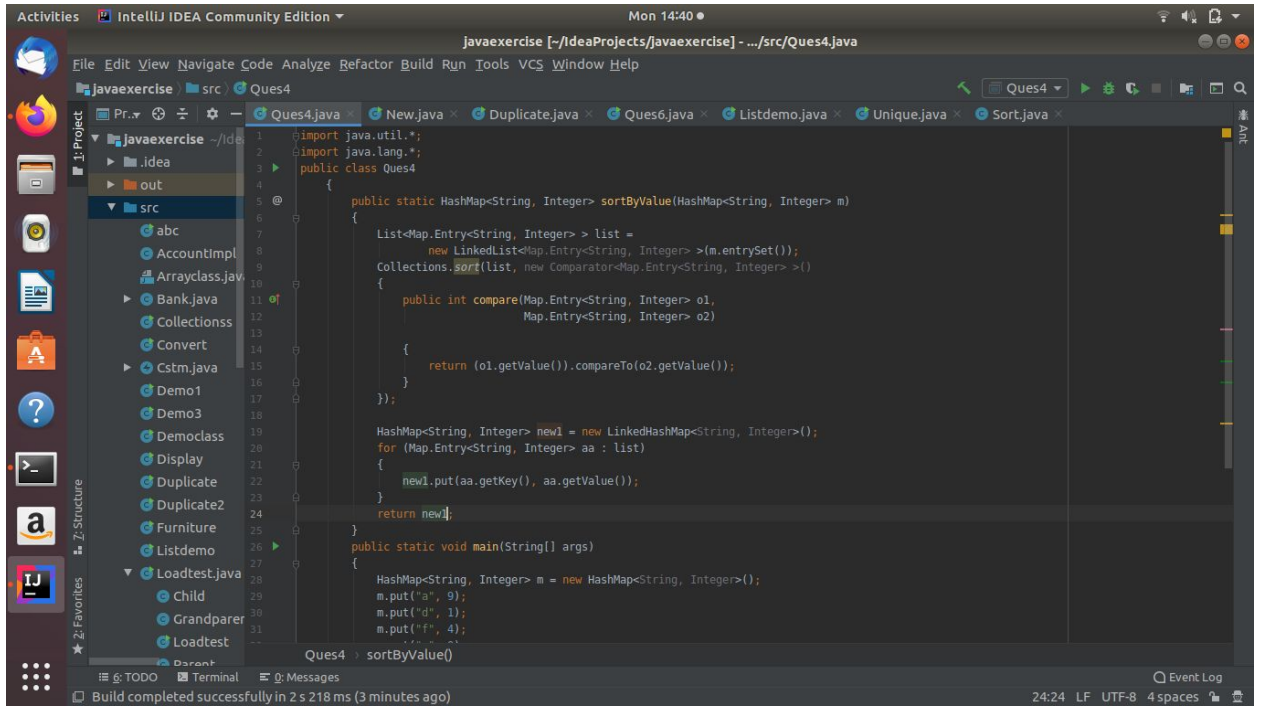 Activities IntelliJ IDEA Community Edition Mon 14:40
javaexercise [~/IdeaProjects/javaexercise] - .../src/Ques4.java
File Edit View Navigate Code Analyze Refactor Build Run Tools VCS Window Help
javaexercise src Ques4 Ques4
1: Project
Pr..
Ques4.java New.java Duplicate.java Ques6.java Listdemo.java Unique.java Sort.java
Ant
javaexercise ~/Ide
.idea
out
src
abc
AccountImpl
Arrayclass.jav
Bank.java
Collectionss
Convert
Cstm.java
Demo1
Demo3
Democlass
Display
Duplicate
Duplicate2
Furniture
Listdemo
Loadtest.java
Child
Grandparer
Loadtest
Parent
7: Structure
2: Favorites
1 import java.util.*;
2 import java.lang.*;
3 public class Ques4
4 {
5 @ public static HashMap<String, Integer> sortByValue(HashMap<String, Integer> m)
6 {
7 List<Map.Entry<String, Integer> > list =
8 new LinkedList<Map.Entry<String, Integer> >(m.entrySet());
9 Collections.sort(list, new Comparator<Map.Entry<String, Integer> >()
10 {
11 public int compare(Map.Entry<String, Integer> o1,
12 Map.Entry<String, Integer> o2)
13
14 {
15 return (o1.getValue()).compareTo(o2.getValue());
16 }
17 });
18
19 HashMap<String, Integer> new1 = new LinkedHashMap<String, Integer>();
20 for (Map.Entry<String, Integer> aa : list)
21 {
22 new1.put(aa.getKey(), aa.getValue());
23 }
24 return new1;
25 }
26 public static void main(String[] args)
27 {
28 HashMap<String, Integer> m = new HashMap<String, Integer>();
29 m.put("a", 9);
30 m.put("d", 1);
31 m.put("f", 4);
Ques4 sortByValue()
6: TODO Terminal 0: Messages Event Log
Build completed successfully in 2 s 218 ms (3 minutes ago) 24:24 LF UTF-8 4 spaces